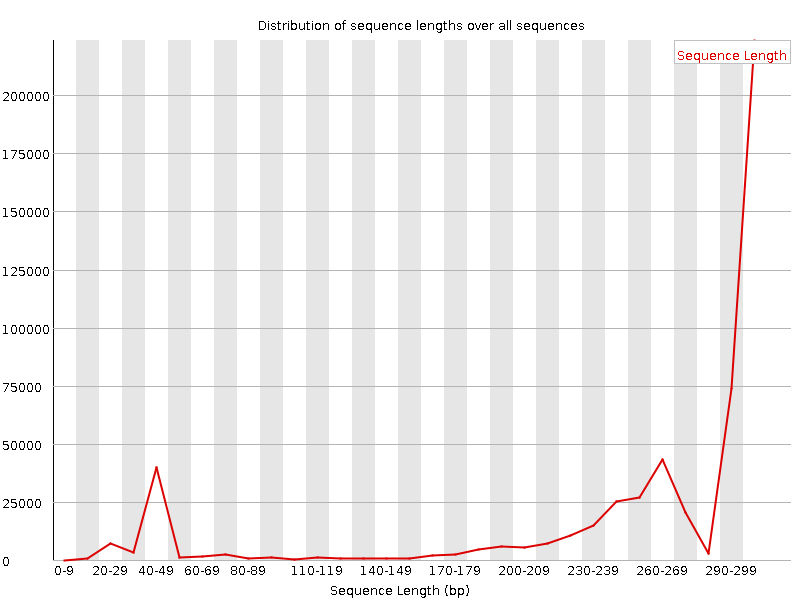 Distribution of sequence lengths over all sequences
Sequence Length
200000
175000
150000
125000
100000
75000
50000
25000
0
0-9 20-29 40-49 60-69 80-89 110-119 140-149 170-179 200-209 230-239 260-269 290-299
Sequence Length (bp)